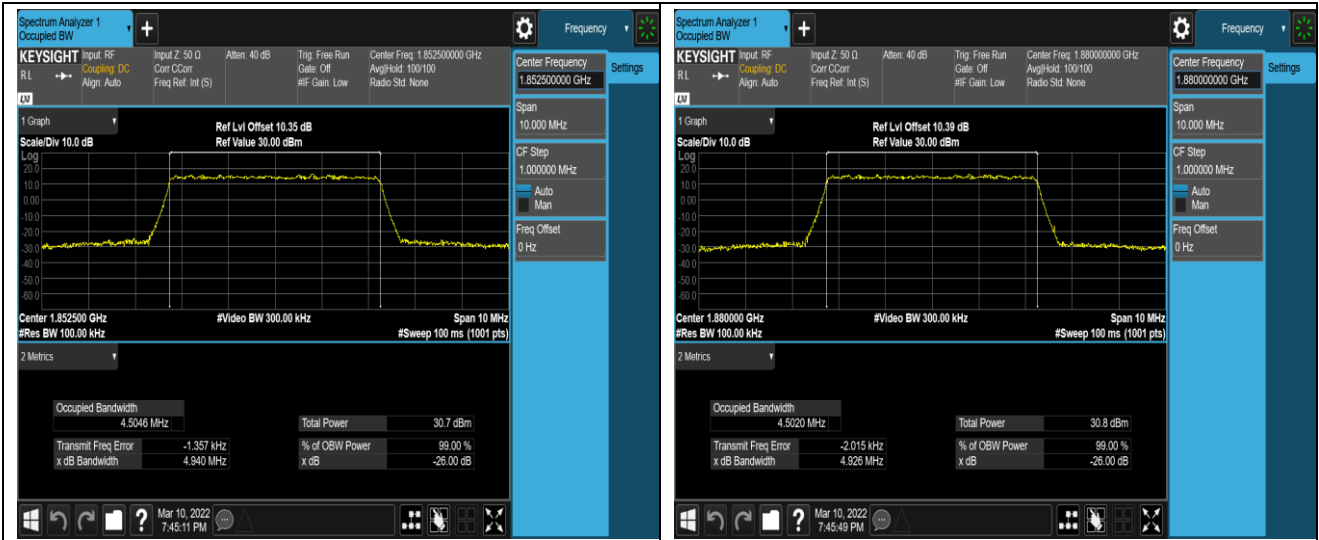 Spectrum Analyzer 1
Occupied BW
+
Frequency
KEYSIGHT Input: RF Input Z: 50 Ω Atten: 40 dB Trig: Free Run Center Freq: 1.852500000 GHz
RL Coupling: DC Corr CCorr Gate: Off Avg|Hold: 100/100
Align: Auto Freq Ref: Int (S) #IF Gain: Low Radio Std: None
LXI
Center Frequency
1.852500000 GHz
Settings
Span
10.000 MHz
CF Step
1.000000 MHz
Auto
Man
Freq Offset
0 Hz
1 Graph
Ref Lvl Offset 10.35 dB
Scale/Div 10.0 dB Ref Value 30.00 dBm
Log
20.0
10.0
0.00
-10.0
-20.0
-30.0
-40.0
-50.0
-60.0
Center 1.852500 GHz #Video BW 300.00 kHz Span 10 MHz
#Res BW 100.00 kHz #Sweep 100 ms (1001 pts)
2 Metrics
Occupied Bandwidth
4.5046 MHz Total Power 30.7 dBm
Transmit Freq Error -1.357 kHz % of OBW Power 99.00 %
x dB Bandwidth 4.940 MHz x dB -26.00 dB
? Mar 10, 2022
7:45:11 PM
Spectrum Analyzer 1
Occupied BW
+
Frequency
KEYSIGHT Input: RF Input Z: 50 Ω Atten: 40 dB Trig: Free Run Center Freq: 1.880000000 GHz
RL Coupling: DC Corr CCorr Gate: Off Avg|Hold: 100/100
Align: Auto Freq Ref: Int (S) #IF Gain: Low Radio Std: None
LXI
Center Frequency
1.880000000 GHz
Settings
Span
10.000 MHz
CF Step
1.000000 MHz
Auto
Man
Freq Offset
0 Hz
1 Graph
Ref Lvl Offset 10.39 dB
Scale/Div 10.0 dB Ref Value 30.00 dBm
Log
20.0
10.0
0.00
-10.0
-20.0
-30.0
-40.0
-50.0
-60.0
Center 1.880000 GHz #Video BW 300.00 kHz Span 10 MHz
#Res BW 100.00 kHz #Sweep 100 ms (1001 pts)
2 Metrics
Occupied Bandwidth
4.5020 MHz Total Power 30.8 dBm
Transmit Freq Error -2.015 kHz % of OBW Power 99.00 %
x dB Bandwidth 4.926 MHz x dB -26.00 dB
? Mar 10, 2022
7:45:49 PM